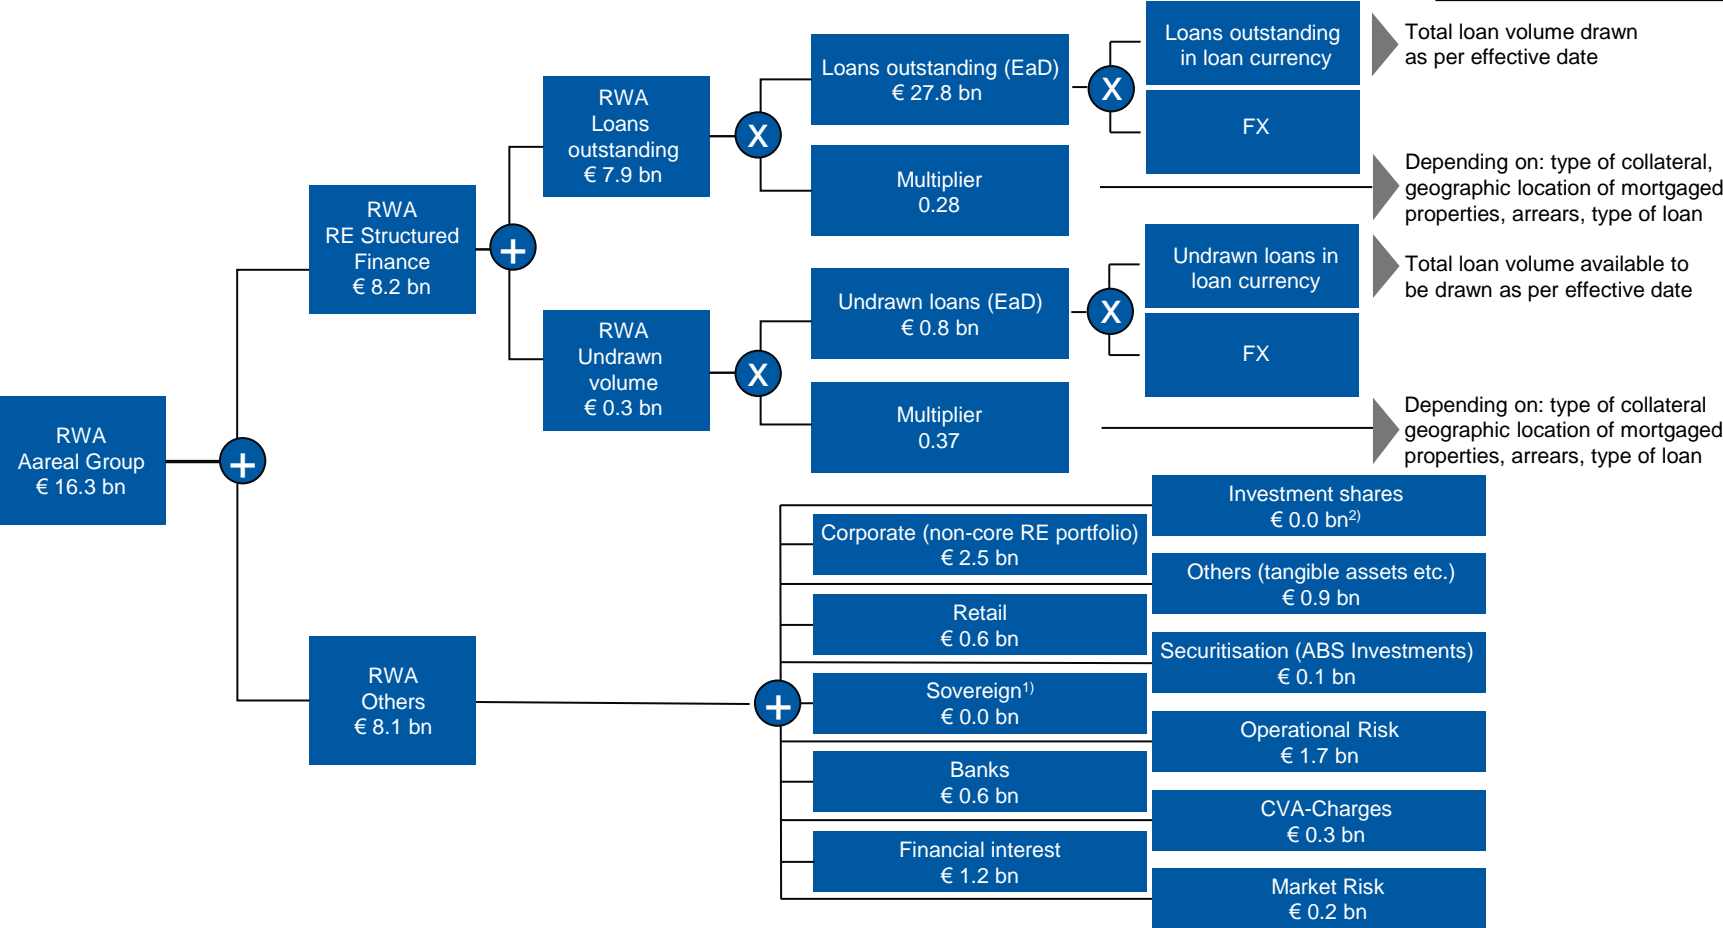 RWA
Aareal Group
€ 16.3 bn
+
RWA
RE Structured
Finance
€ 8.2 bn
+
RWA
Loans
outstanding
€ 7.9 bn
X
Loans outstanding (EaD)
€ 27.8 bn
X
Loans outstanding
in loan currency
Total loan volume drawn
as per effective date
FX
Multiplier
0.28
Depending on: type of collateral,
geographic location of mortgaged
properties, arrears, type of loan
RWA
Undrawn
volume
€ 0.3 bn
X
Undrawn loans (EaD)
€ 0.8 bn
X
Undrawn loans in
loan currency
Total loan volume available to
be drawn as per effective date
FX
Multiplier
0.37
Depending on: type of collateral
geographic location of mortgaged
properties, arrears, type of loan
RWA
Others
€ 8.1 bn
+
Investment shares
€ 0.0 bn2)
Corporate (non-core RE portfolio)
€ 2.5 bn
Others (tangible assets etc.)
€ 0.9 bn
Retail
€ 0.6 bn
Securitisation (ABS Investments)
€ 0.1 bn
Sovereign1)
€ 0.0 bn
Operational Risk
€ 1.7 bn
Banks
€ 0.6 bn
CVA-Charges
€ 0.3 bn
Financial interest
€ 1.2 bn
Market Risk
€ 0.2 bn